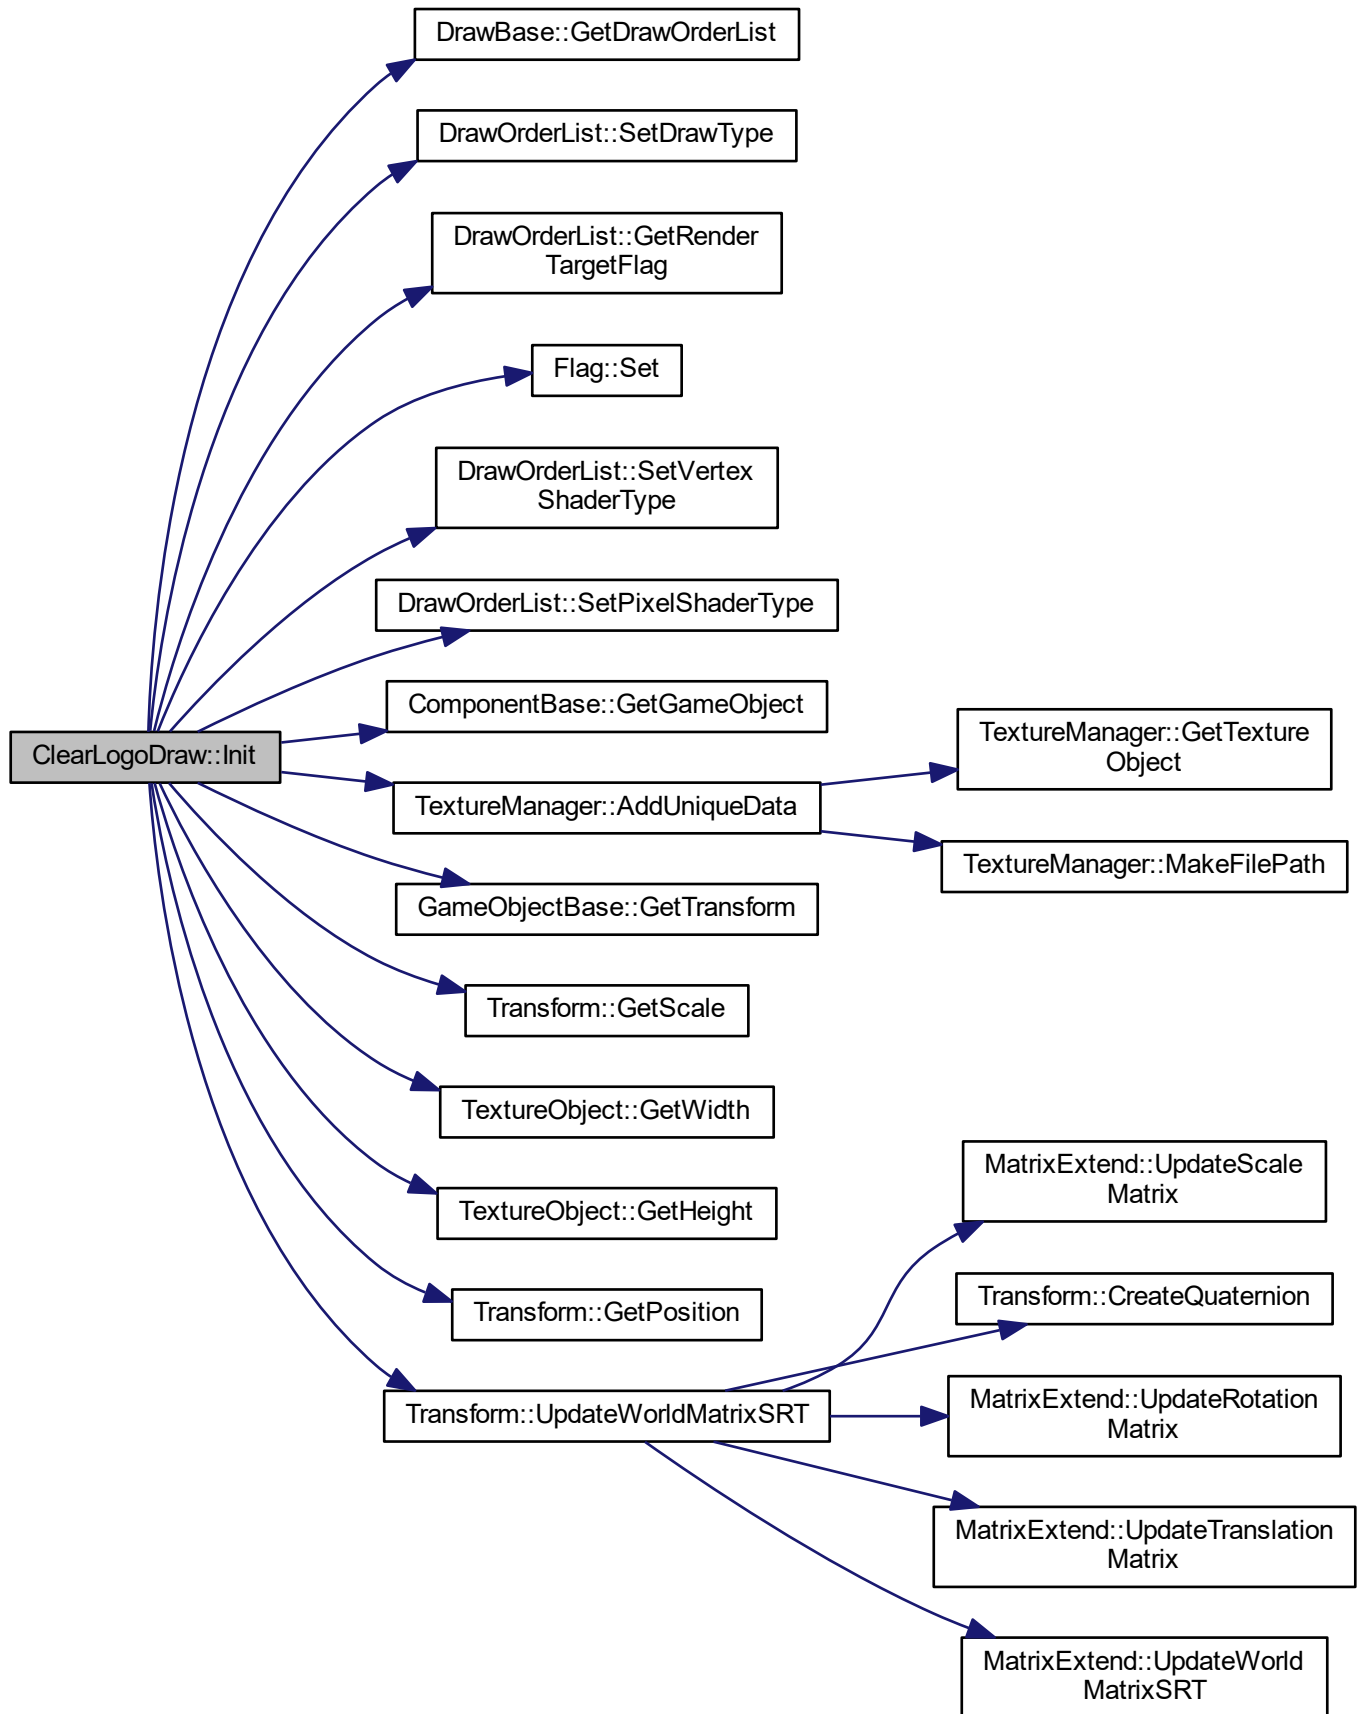 DrawBase::GetDrawOrderList
DrawOrderList::SetDrawType
DrawOrderList::GetRender
TargetFlag
Flag::Set
DrawOrderList::SetVertex
ShaderType
DrawOrderList::SetPixelShaderType
ComponentBase::GetGameObject
ClearLogoDraw::Init
TextureManager::AddUniqueData
TextureManager::GetTexture
Object
TextureManager::MakeFilePath
GameObjectBase::GetTransform
Transform::GetScale
TextureObject::GetWidth
TextureObject::GetHeight
Transform::GetPosition
Transform::UpdateWorldMatrixSRT
MatrixExtend::UpdateScale
Matrix
Transform::CreateQuaternion
MatrixExtend::UpdateRotation
Matrix
MatrixExtend::UpdateTranslation
Matrix
MatrixExtend::UpdateWorld
MatrixSRT